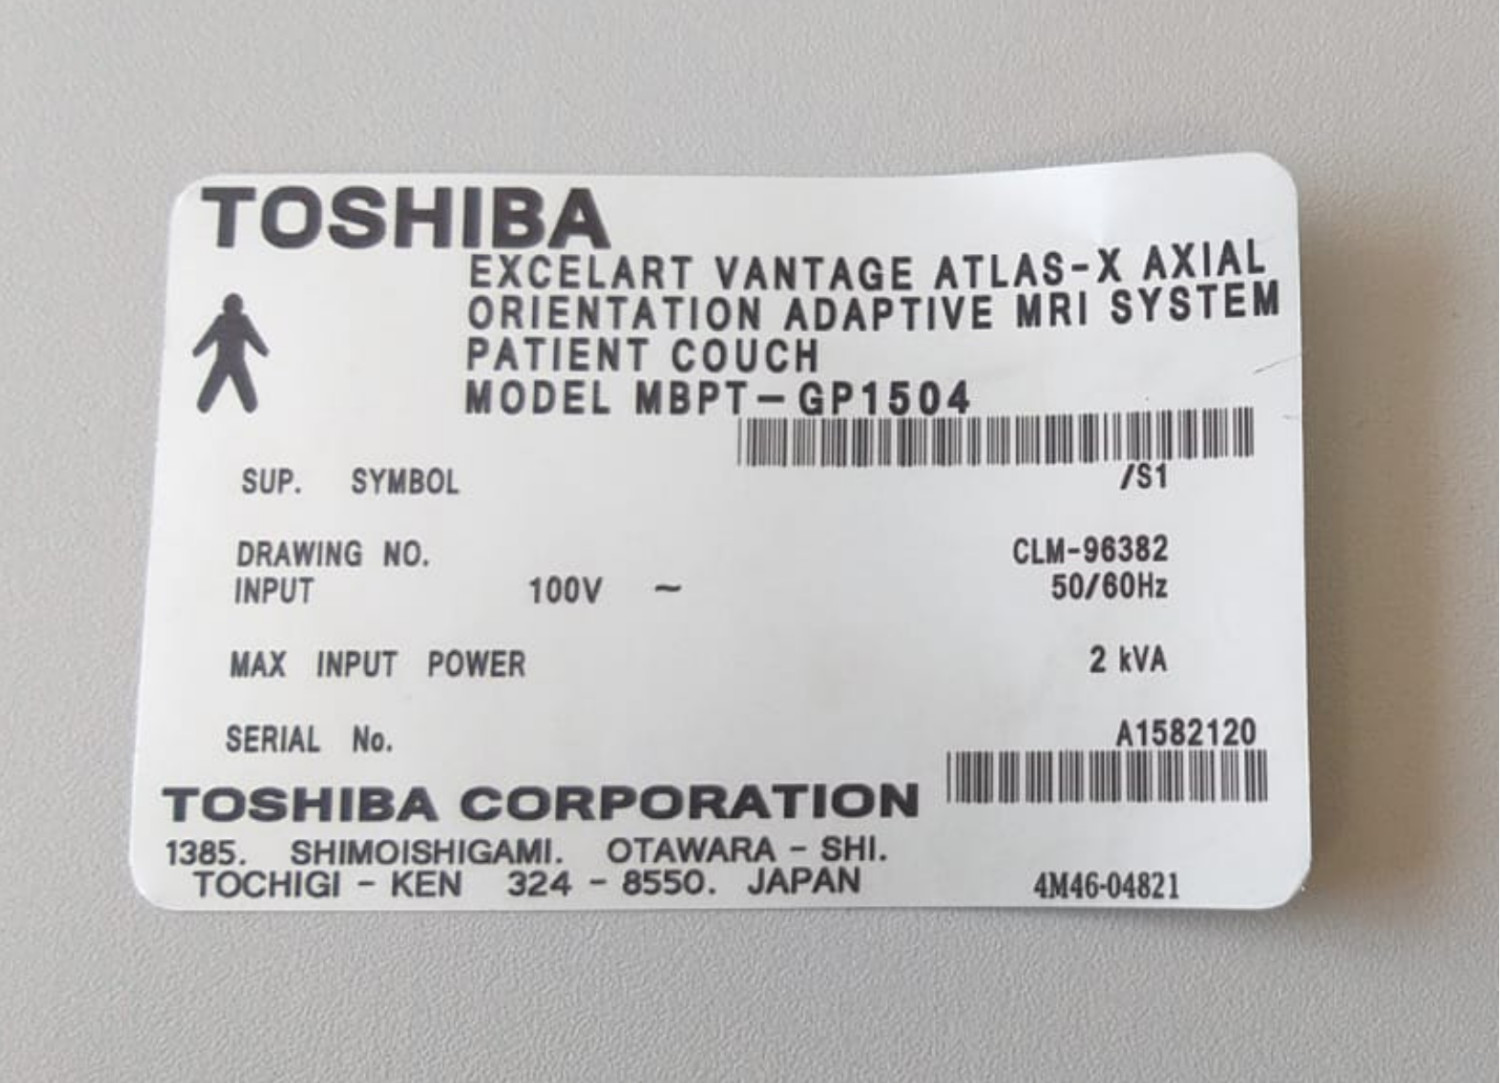 TOSHIBA
EXCELART VANTAGE ATLAS-X AXIAL
ORIENTATION ADAPTIVE MRI SYSTEM
PATIENT COUCH
MODEL MBPT-GP1504
SUP. SYMBOL /S1
DRAWING NO. CLM-96382
INPUT 100V ~ 50/60Hz
MAX INPUT POWER 2 kVA
SERIAL No. A1582120
TOSHIBA CORPORATION
1385. SHIMOISHIGAMI. OTAWARA - SHI.
TOCHIGI - KEN 324 - 8550. JAPAN 4M46-04821